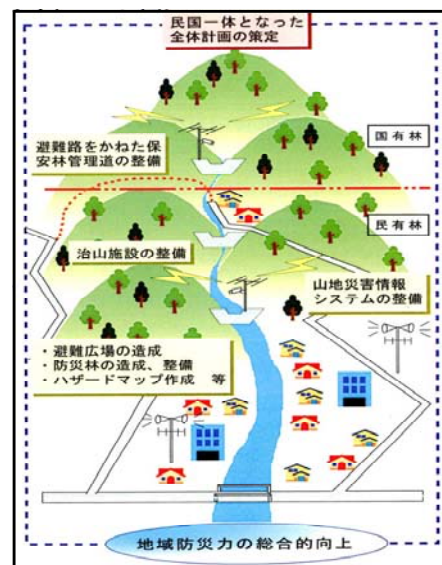 民国一体となった
全体計画の策定
避難路をかねた保
安林管理道の整備
国有林
民有林
治山施設の整備
山地災害情報
システムの整備
・避難広場の造成
・防災林の造成、整備
・ハザードマップ作成 等
地域防災力の総合的向上